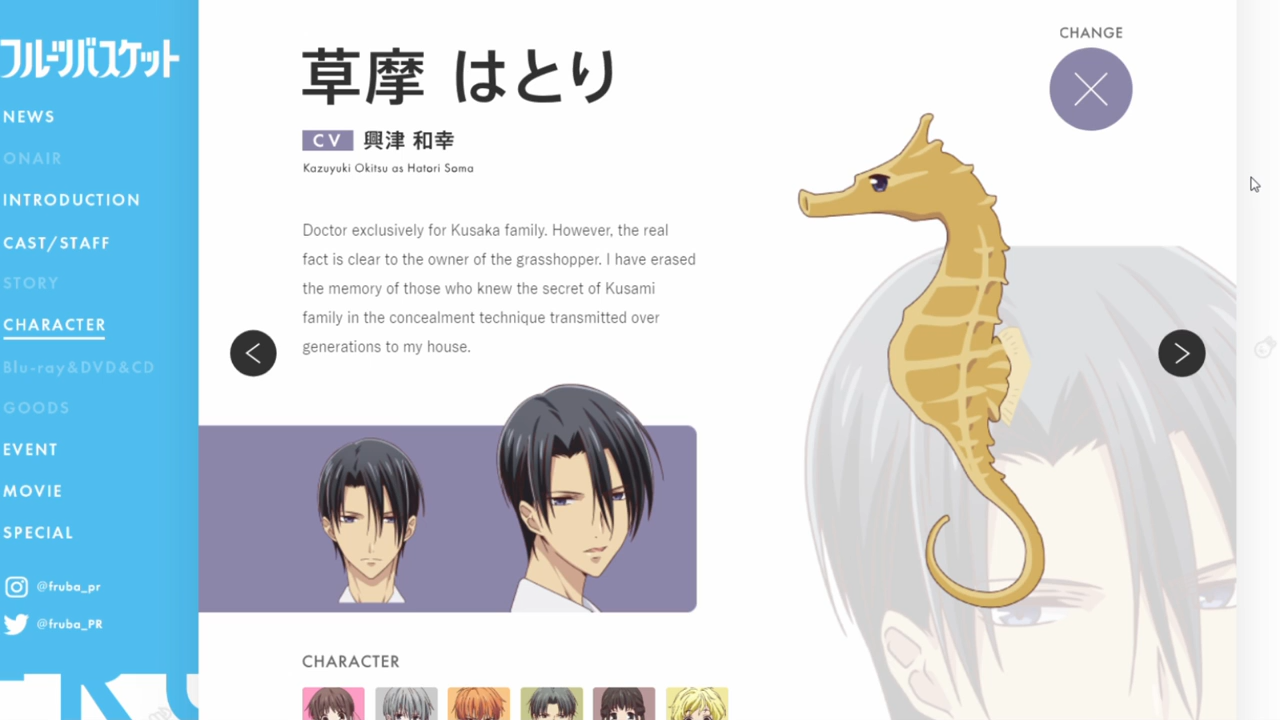 フルーツバスケット
NEWS
ONAIR
INTRODUCTION
CAST/STAFF
STORY
CHARACTER
Blu-ray&DVD&CD
GOODS
EVENT
MOVIE
SPECIAL
@fruba_pr
@fruba_PR
草摩 はとり
CV 興津 和幸
Kazuyuki Okitsu as Hatori Soma
CHANGE
Doctor exclusively for Kusaka family. However, the real
fact is clear to the owner of the grasshopper. I have erased
the memory of those who knew the secret of Kusami
family in the concealment technique transmitted over
generations to my house.
CHARACTER